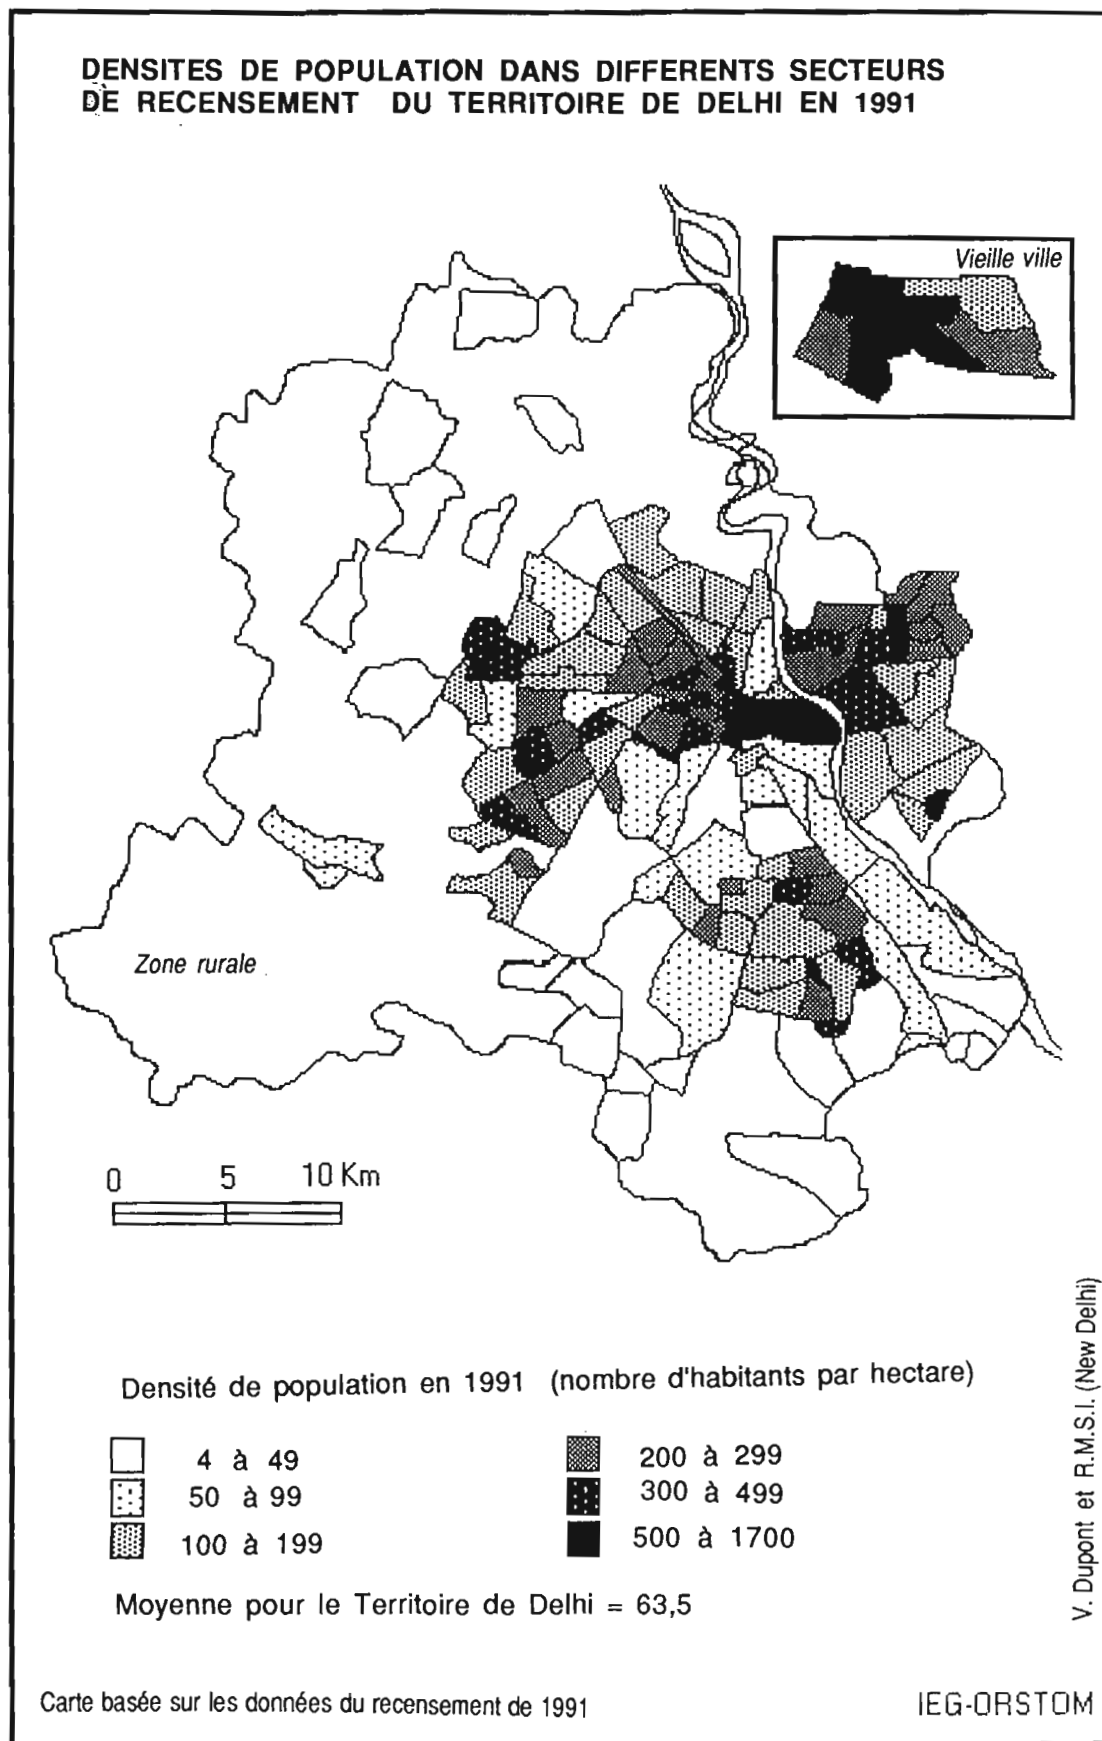 DENSITES DE POPULATION DANS DIFFERENTS SECTEURS
DE RECENSEMENT DU TERRITOIRE DE DELHI EN 1991
Vieille ville
Zone rurale
0 5 10 Km
Densité de population en 1991 (nombre d'habitants par hectare)
4 à 49
50 à 99
100 à 199
200 à 299
300 à 499
500 à 1700
Moyenne pour le Territoire de Delhi = 63,5
V. Dupont et R.M.S.I. (New Delhi)
Carte basée sur les données du recensement de 1991
IEG-ORSTOM